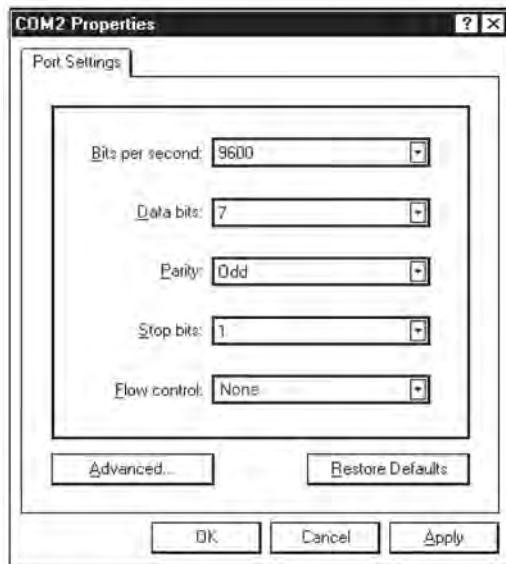 COM2 Properties
Port Settings
Bits per second: 9600
Data bits: 7
Parity: Odd
Stop bits: 1
Flow control: None
Advanced... Restore Defaults
OK Cancel Apply